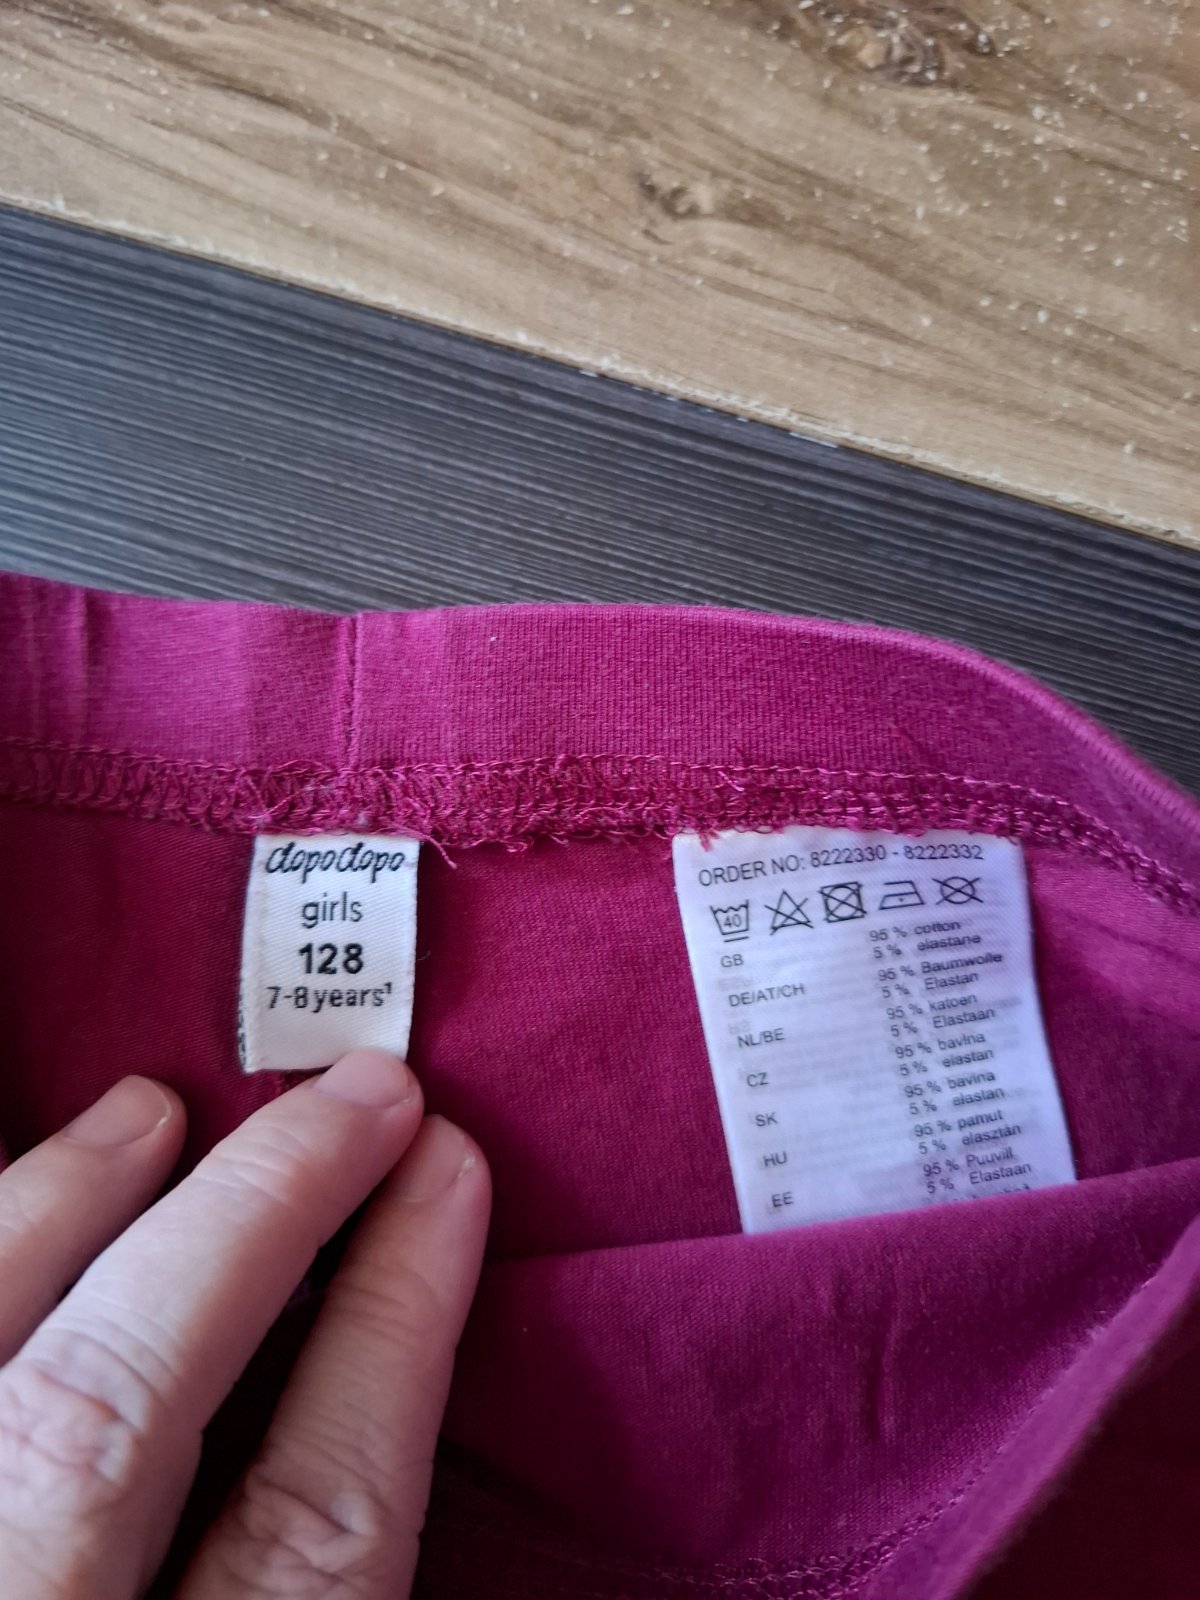 dopodopo
girls
128
7-8 years¹
ORDER NO: 8222330 - 8222332
40
GB 95 % cotton
5 % elastane
DE/AT/CH 95 % Baumwolle
5 % Elastan
NL/BE 95 % katoen
5 % Elastaan
CZ 95 % bavlna
5 % elastan
SK 95 % bavlna
5 % elastan
HU 95 % pamut
5 % elasztán
EE 95 % Puuvill
5 % Elastaan